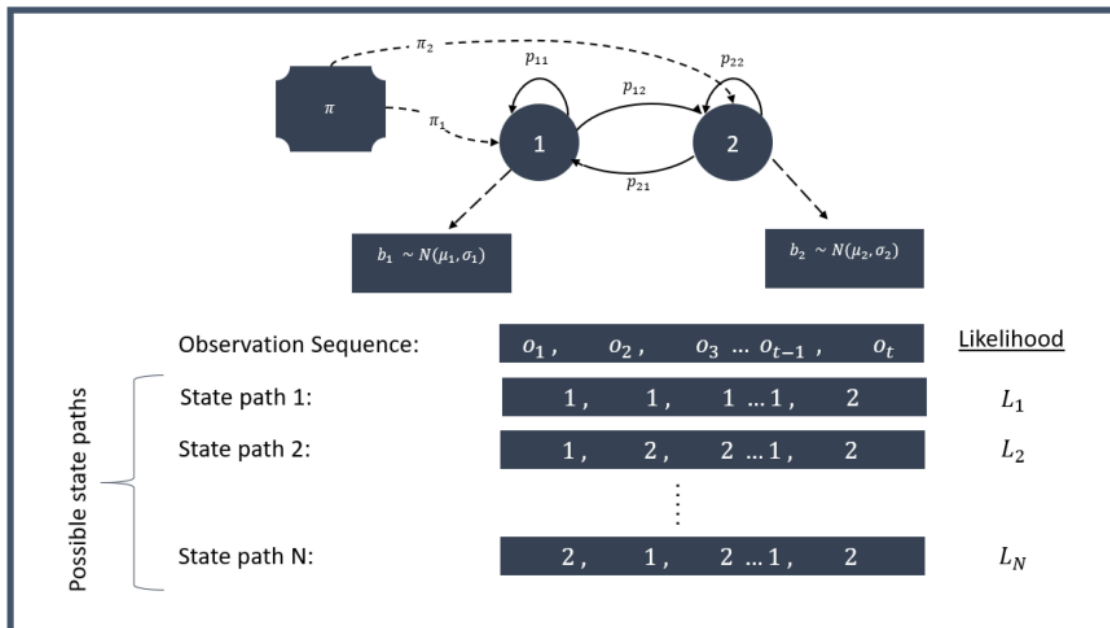 π₂
p₁₁
p₂₂
π
p₁₂
π₁
1
2
p₂₁
b₁ ~ N(μ₁, σ₁)
b₂ ~ N(μ₂, σ₂)
Observation Sequence: o₁ , o₂ , o₃ … oₜ₋₁ , oₜ Likelihood
Possible state paths
State path 1: 1 , 1 , 1 … 1 , 2 L₁
State path 2: 1 , 2 , 2 … 1 , 2 L₂
State path N: 2 , 1 , 2 … 1 , 2 L_N